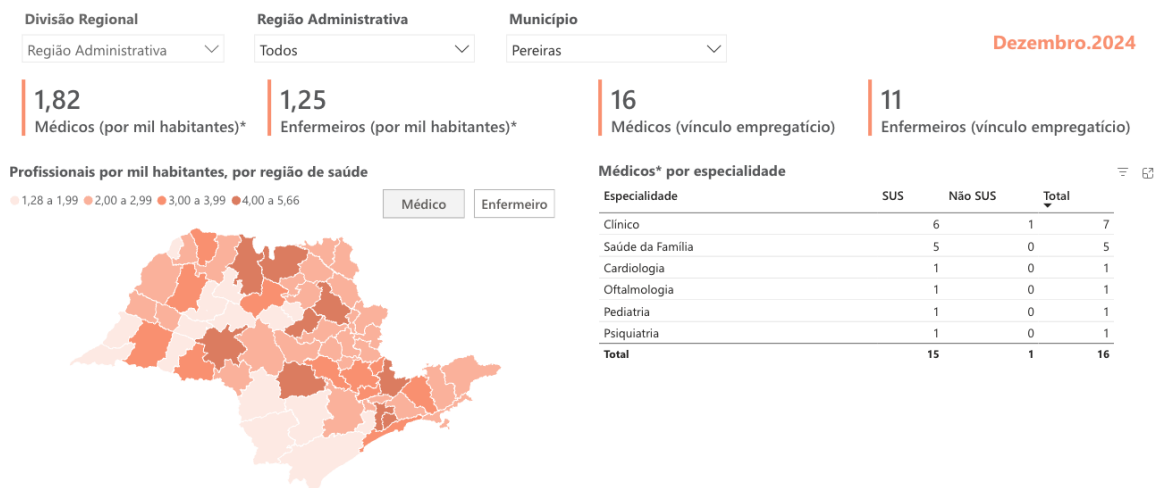 Divisão Regional
Região Administrativa
Município
Região Administrativa
Todos
Pereiras
Dezembro.2024
1,82
Médicos (por mil habitantes)*
1,25
Enfermeiros (por mil habitantes)*
16
Médicos (vínculo empregatício)
11
Enfermeiros (vínculo empregatício)
Profissionais por mil habitantes, por região de saúde
1,28 a 1,99 2,00 a 2,99 3,00 a 3,99 4,00 a 5,66
Médico
Enfermeiro
Médicos* por especialidade
Especialidade SUS Não SUS Total
Clínico 6 1 7
Saúde da Família 5 0 5
Cardiologia 1 0 1
Oftalmologia 1 0 1
Pediatria 1 0 1
Psiquiatria 1 0 1
Total 15 1 16